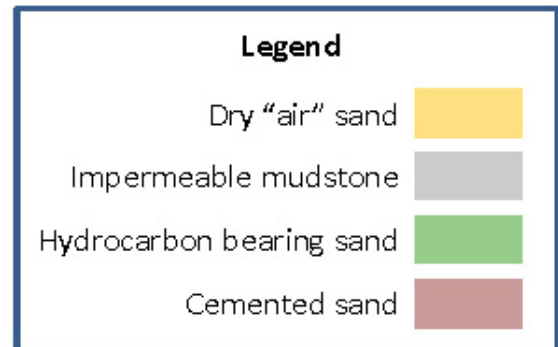 Legend
Dry “air” sand
Impermeable mudstone
Hydrocarbon bearing sand
Cemented sand